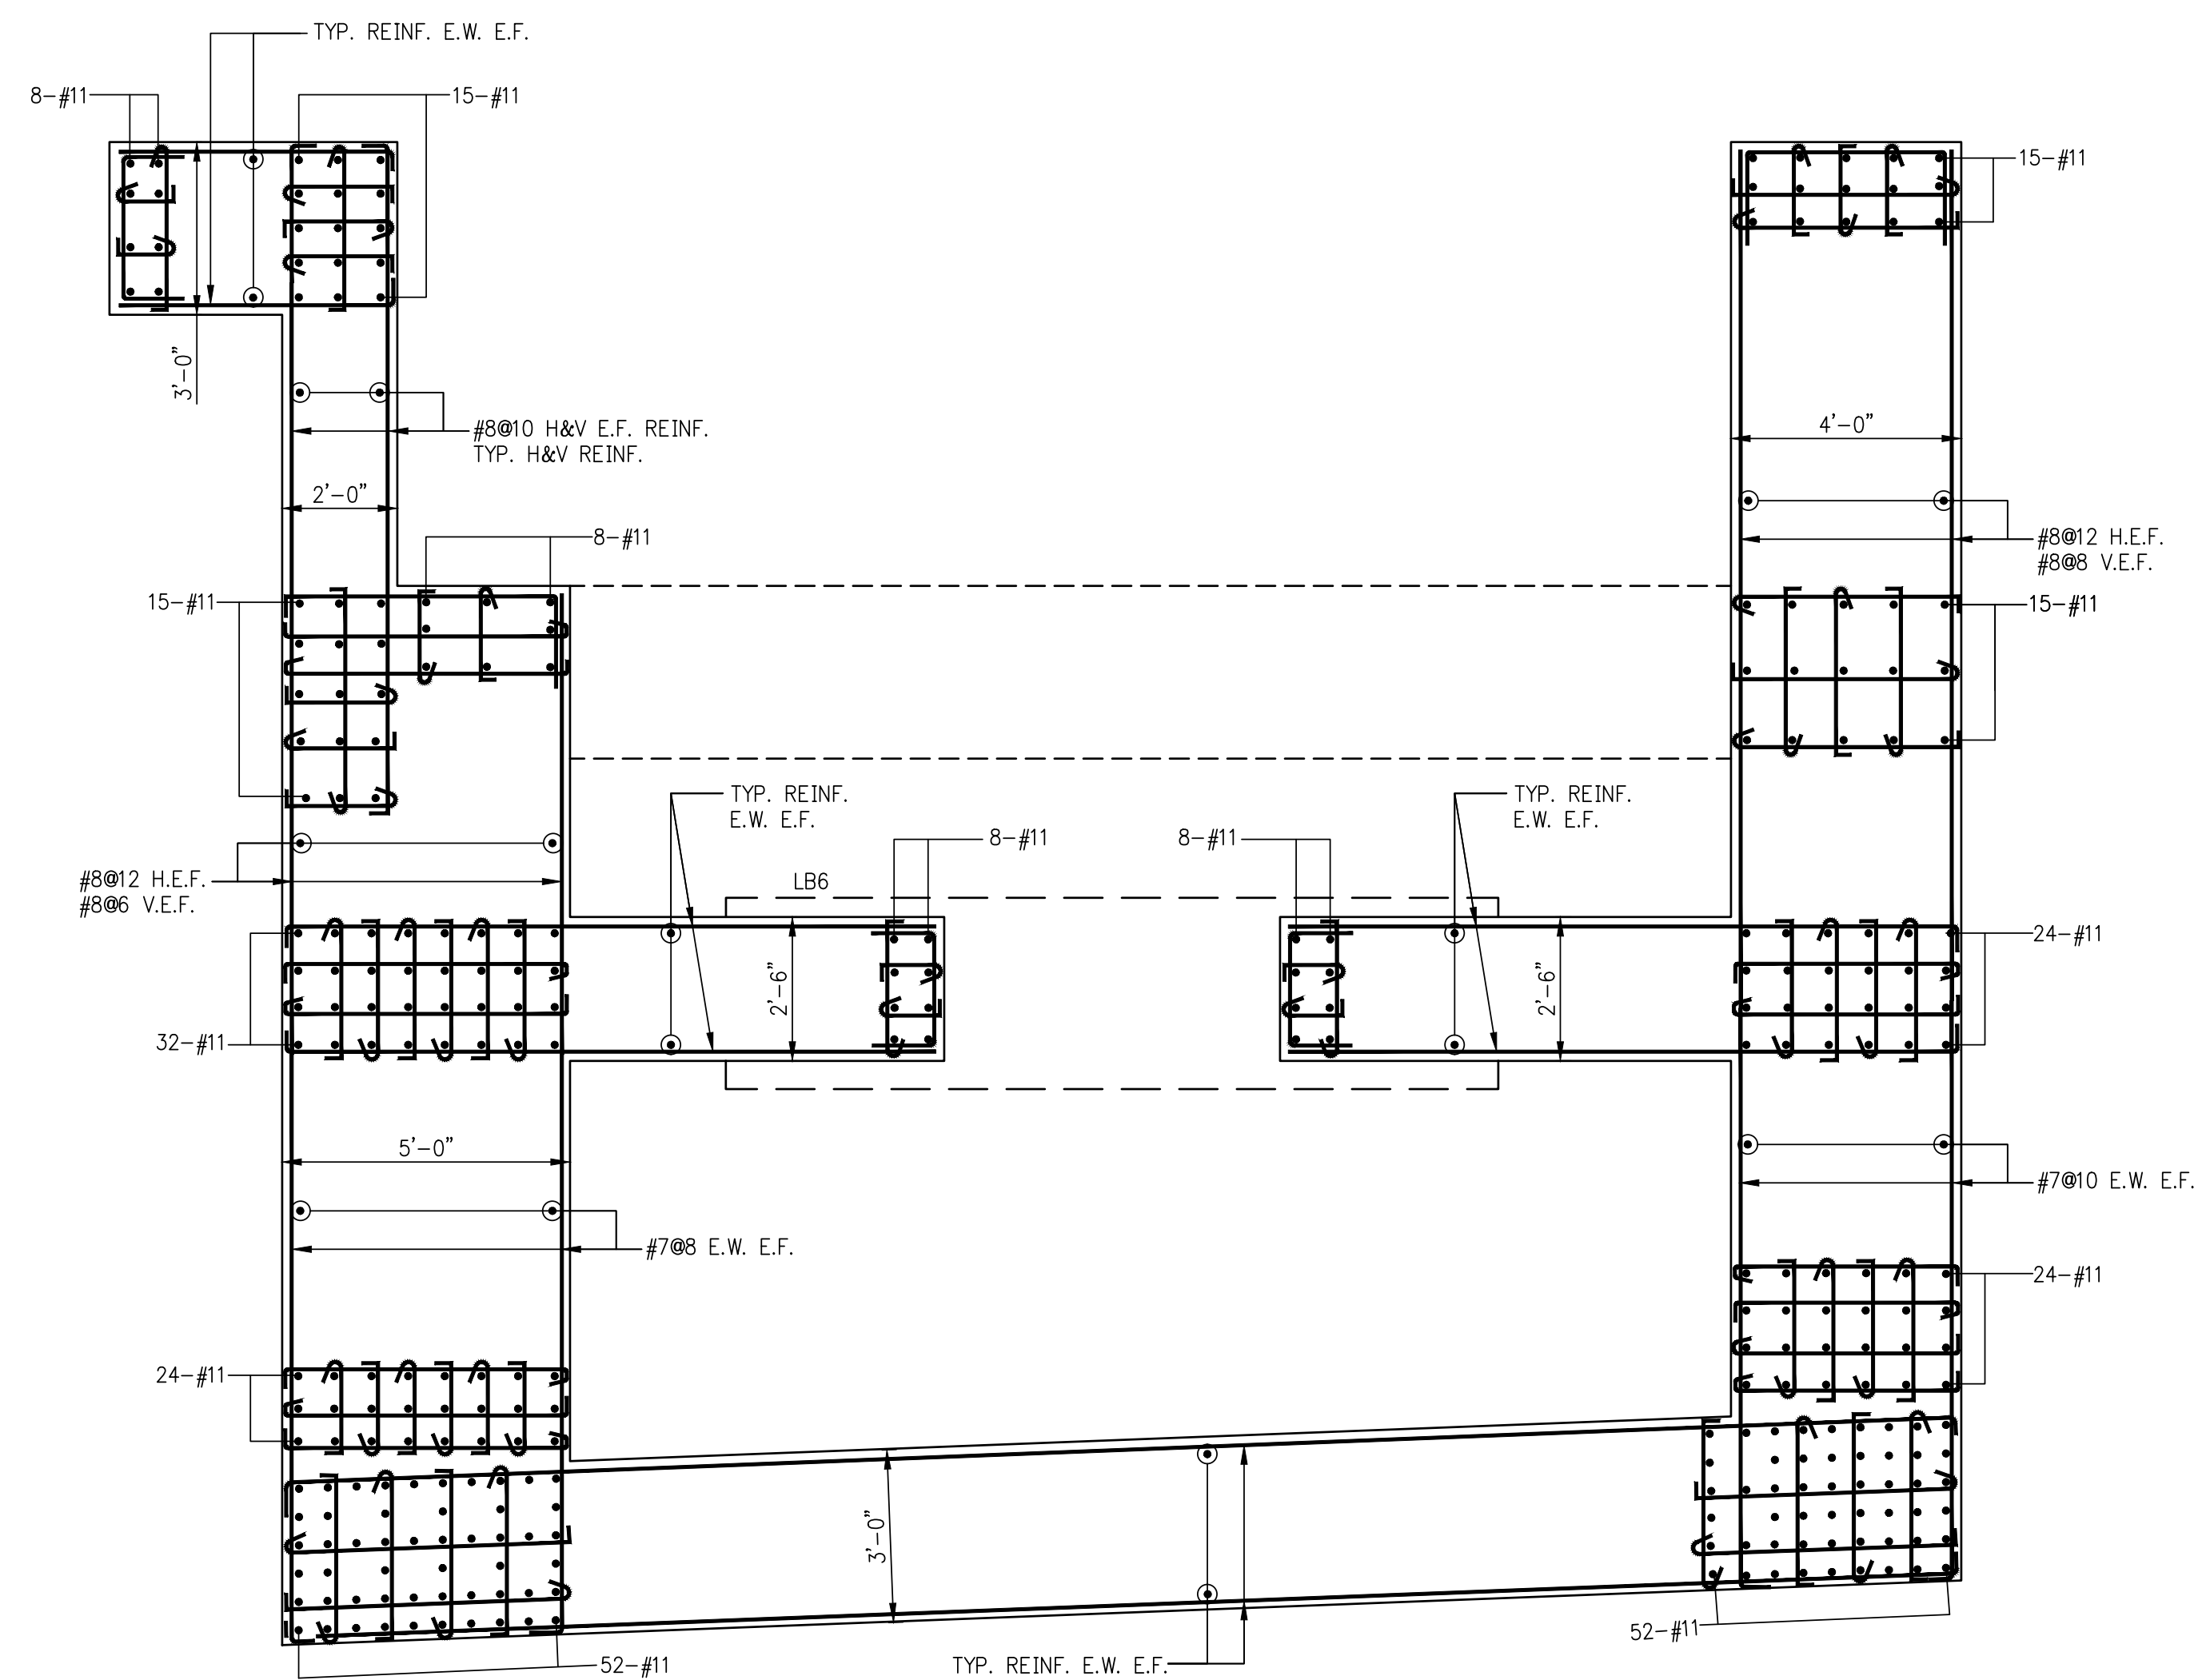 TYP. REINF. E.W. E.F.
8-#11
15-#11
15-#11
3'-0"
#8@10 H&V E.F. REINF.
TYP. H&V REINF.
4'-0"
2'-0"
8-#11
#8@12 H.E.F.
#8@8 V.E.F.
15-#11
15-#11
TYP. REINF.
E.W. E.F.
TYP. REINF.
E.W. E.F.
8-#11
8-#11
#8@12 H.E.F.
#8@6 V.E.F.
LB6
24-#11
2'-6"
2'-6"
32-#11
5'-0"
#7@10 E.W. E.F.
#7@8 E.W. E.F.
24-#11
24-#11
3'-0"
52-#11
52-#11
TYP. REINF. E.W. E.F.